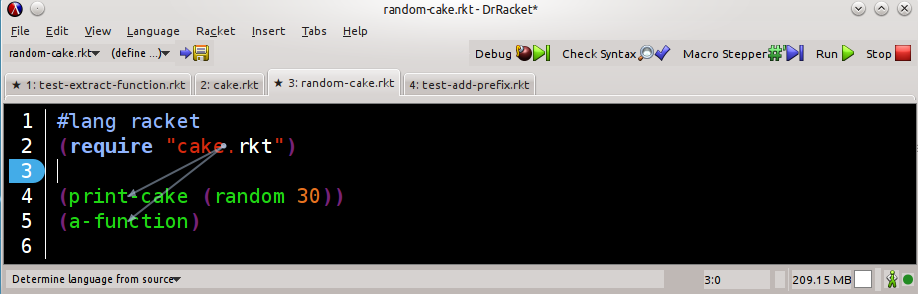 random-cake.rkt - DrRacket*
File Edit View Language Racket Insert Tabs Help
random-cake.rkt (define ...) Debug Check Syntax Macro Stepper Run Stop
★ 1: test-extract-function.rkt 2: cake.rkt ★ 3: random-cake.rkt 4: test-add-prefix.rkt
1 #lang racket
2 (require "cake.rkt")
3
4 (print-cake (random 30))
5 (a-function)
6
Determine language from source 3:0 209.15 MB